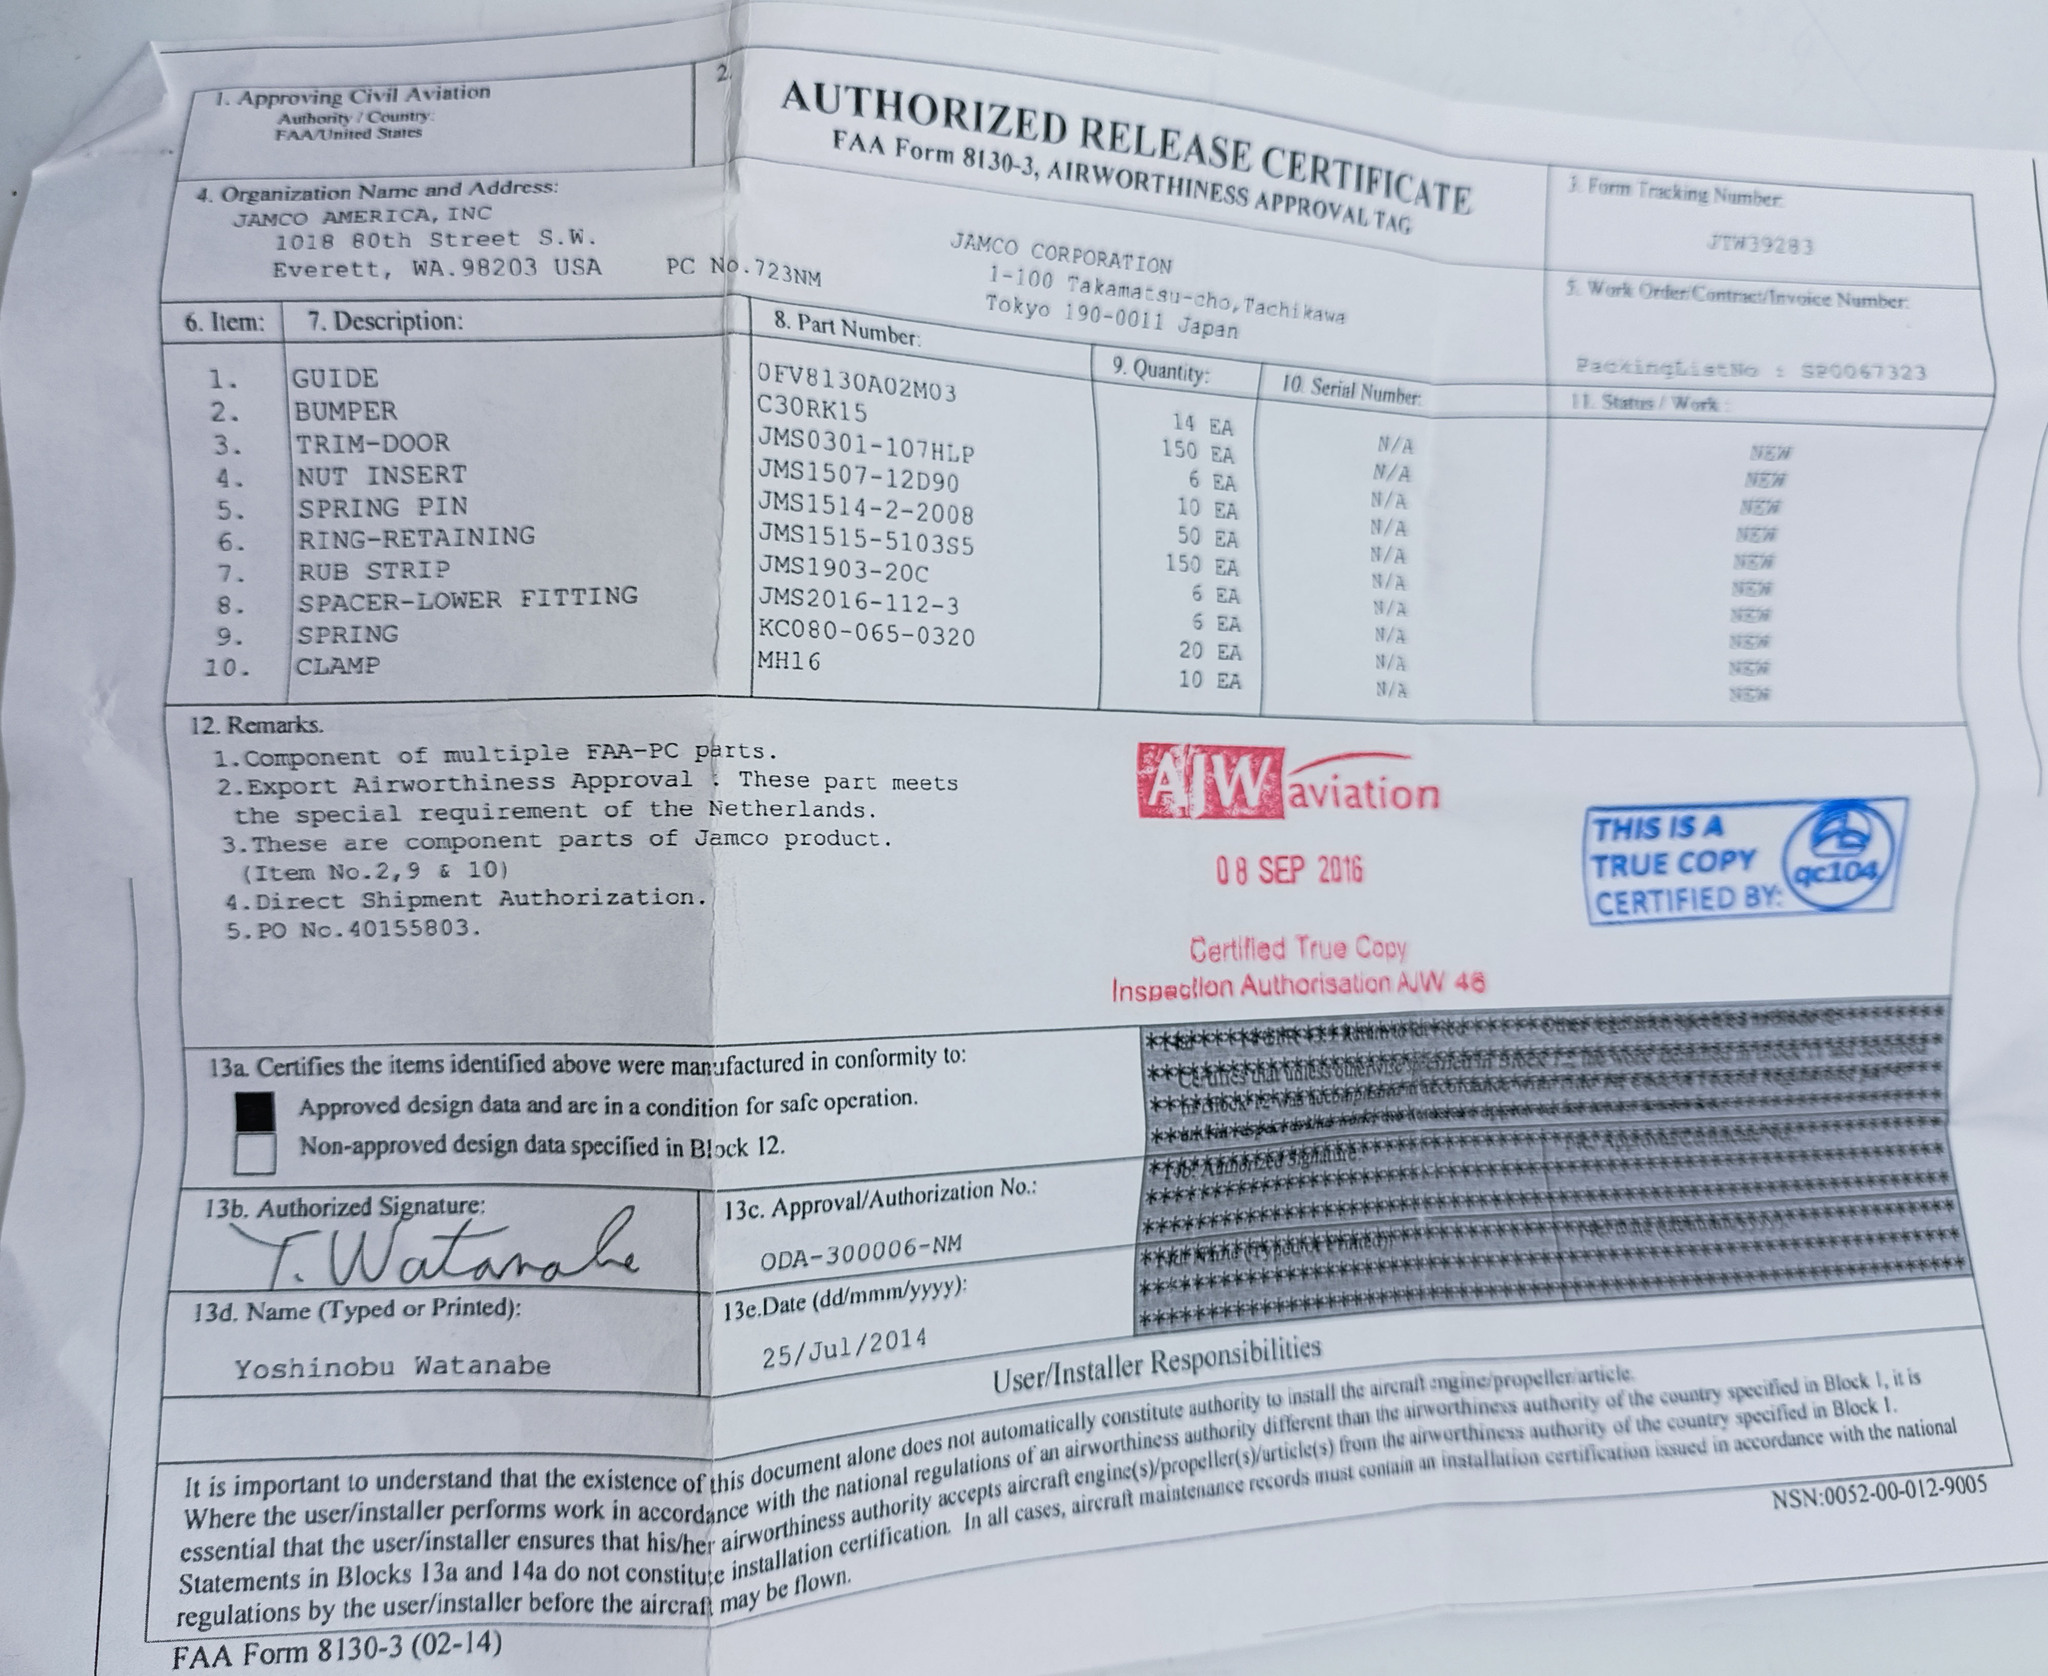 1. Approving Civil Aviation
Authority / Country:
FAA/United States
2.
AUTHORIZED RELEASE CERTIFICATE
FAA Form 8130-3, AIRWORTHINESS APPROVAL TAG
3. Form Tracking Number:
JTW39283
4. Organization Name and Address:
JAMCO AMERICA, INC
1018 80th Street S.W.
Everett, WA.98203 USA PC No.723NM
JAMCO CORPORATION
1-100 Takamatsu-cho, Tachikawa
Tokyo 190-0011 Japan
5. Work Order/Contract/Invoice Number:
PackingListNo : SP0067323
6. Item: 7. Description: 8. Part Number: 9. Quantity: 10. Serial Number: 11. Status / Work :
1. GUIDE 0FV8130A02M03 14 EA N/A NEW
2. BUMPER C30RK15 150 EA N/A NEW
3. TRIM-DOOR JMS0301-107HLP 6 EA N/A NEW
4. NUT INSERT JMS1507-12D90 10 EA N/A NEW
5. SPRING PIN JMS1514-2-2008 50 EA N/A NEW
6. RING-RETAINING JMS1515-5103S5 150 EA N/A NEW
7. RUB STRIP JMS1903-20C 6 EA N/A NEW
8. SPACER-LOWER FITTING JMS2016-112-3 6 EA N/A NEW
9. SPRING KC080-065-0320 20 EA N/A NEW
10. CLAMP MH16 10 EA N/A NEW
12. Remarks.
1.Component of multiple FAA-PC parts.
2.Export Airworthiness Approval : These part meets
the special requirement of the Netherlands.
3.These are component parts of Jamco product.
(Item No.2,9 & 10)
4.Direct Shipment Authorization.
5.PO No.40155803.
AJW aviation
08 SEP 2016
Certified True Copy
Inspection Authorisation AJW 46
THIS IS A
TRUE COPY
CERTIFIED BY:
qc104
13a. Certifies the items identified above were manufactured in conformity to:
Approved design data and are in a condition for safe operation.
Non-approved design data specified in Block 12.
13b. Authorized Signature:
T. Watanabe
13c. Approval/Authorization No.:
ODA-300006-NM
13d. Name (Typed or Printed):
Yoshinobu Watanabe
13e.Date (dd/mmm/yyyy):
25/Jul/2014
User/Installer Responsibilities
It is important to understand that the existence of this document alone does not automatically constitute authority to install the aircraft engine/propeller/article.
Where the user/installer performs work in accordance with the national regulations of an airworthiness authority different than the airworthiness authority of the country specified in Block 1, it is
essential that the user/installer ensures that his/her airworthiness authority accepts aircraft engine(s)/propeller(s)/article(s) from the airworthiness authority of the country specified in Block 1.
Statements in Blocks 13a and 14a do not constitute installation certification. In all cases, aircraft maintenance records must contain an installation certification issued in accordance with the national
regulations by the user/installer before the aircraft may be flown.
FAA Form 8130-3 (02-14)
NSN:0052-00-012-9005